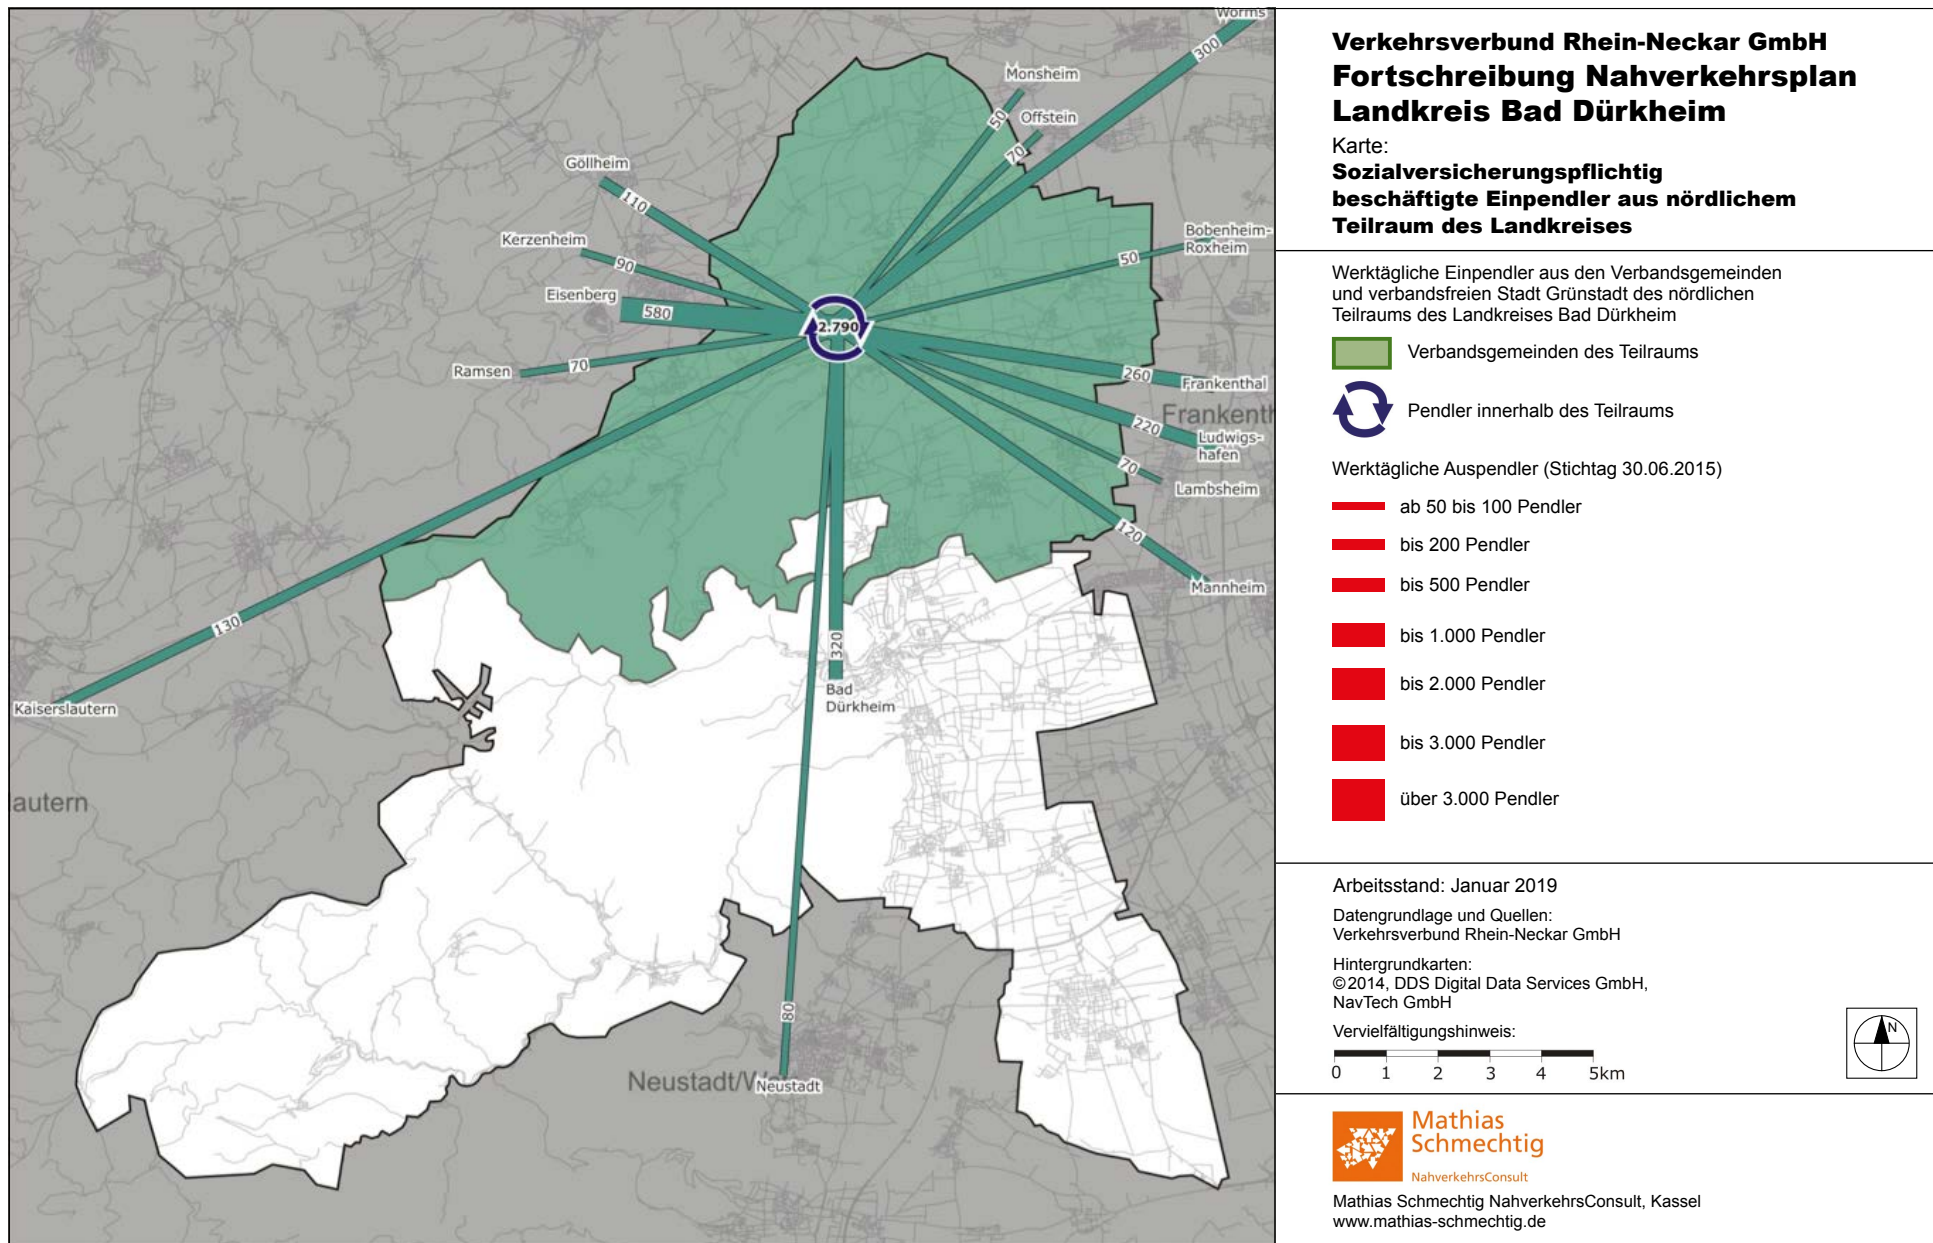 Worms
300
Monsheim
50
Offstein
70
Göllheim
110
Kerzenheim
90
Bobenheim-
Roxheim
50
Eisenberg
580
2.790
Ramsen
70
260
Frankenthal
Frankenth
220
Ludwigs-
hafen
70
Lambsheim
120
Mannheim
130
Kaiserslautern
320
Bad
Dürkheim
lautern
80
Neustadt/We
Neustadt
Verkehrsverbund Rhein-Neckar GmbH
Fortschreibung Nahverkehrsplan
Landkreis Bad Dürkheim
Karte:
Sozialversicherungspflichtig
beschäftigte Einpendler aus nördlichem
Teilraum des Landkreises
Werktägliche Einpendler aus den Verbandsgemeinden
und verbandsfreien Stadt Grünstadt des nördlichen
Teilraums des Landkreises Bad Dürkheim
Verbandsgemeinden des Teilraums
Pendler innerhalb des Teilraums
Werktägliche Auspendler (Stichtag 30.06.2015)
ab 50 bis 100 Pendler
bis 200 Pendler
bis 500 Pendler
bis 1.000 Pendler
bis 2.000 Pendler
bis 3.000 Pendler
über 3.000 Pendler
Arbeitsstand: Januar 2019
Datengrundlage und Quellen:
Verkehrsverbund Rhein-Neckar GmbH
Hintergrundkarten:
©2014, DDS Digital Data Services GmbH,
NavTech GmbH
Vervielfältigungshinweis:
N
0 1 2 3 4 5km
Mathias
Schmechtig
NahverkehrsConsult
Mathias Schmechtig NahverkehrsConsult, Kassel
www.mathias-schmechtig.de